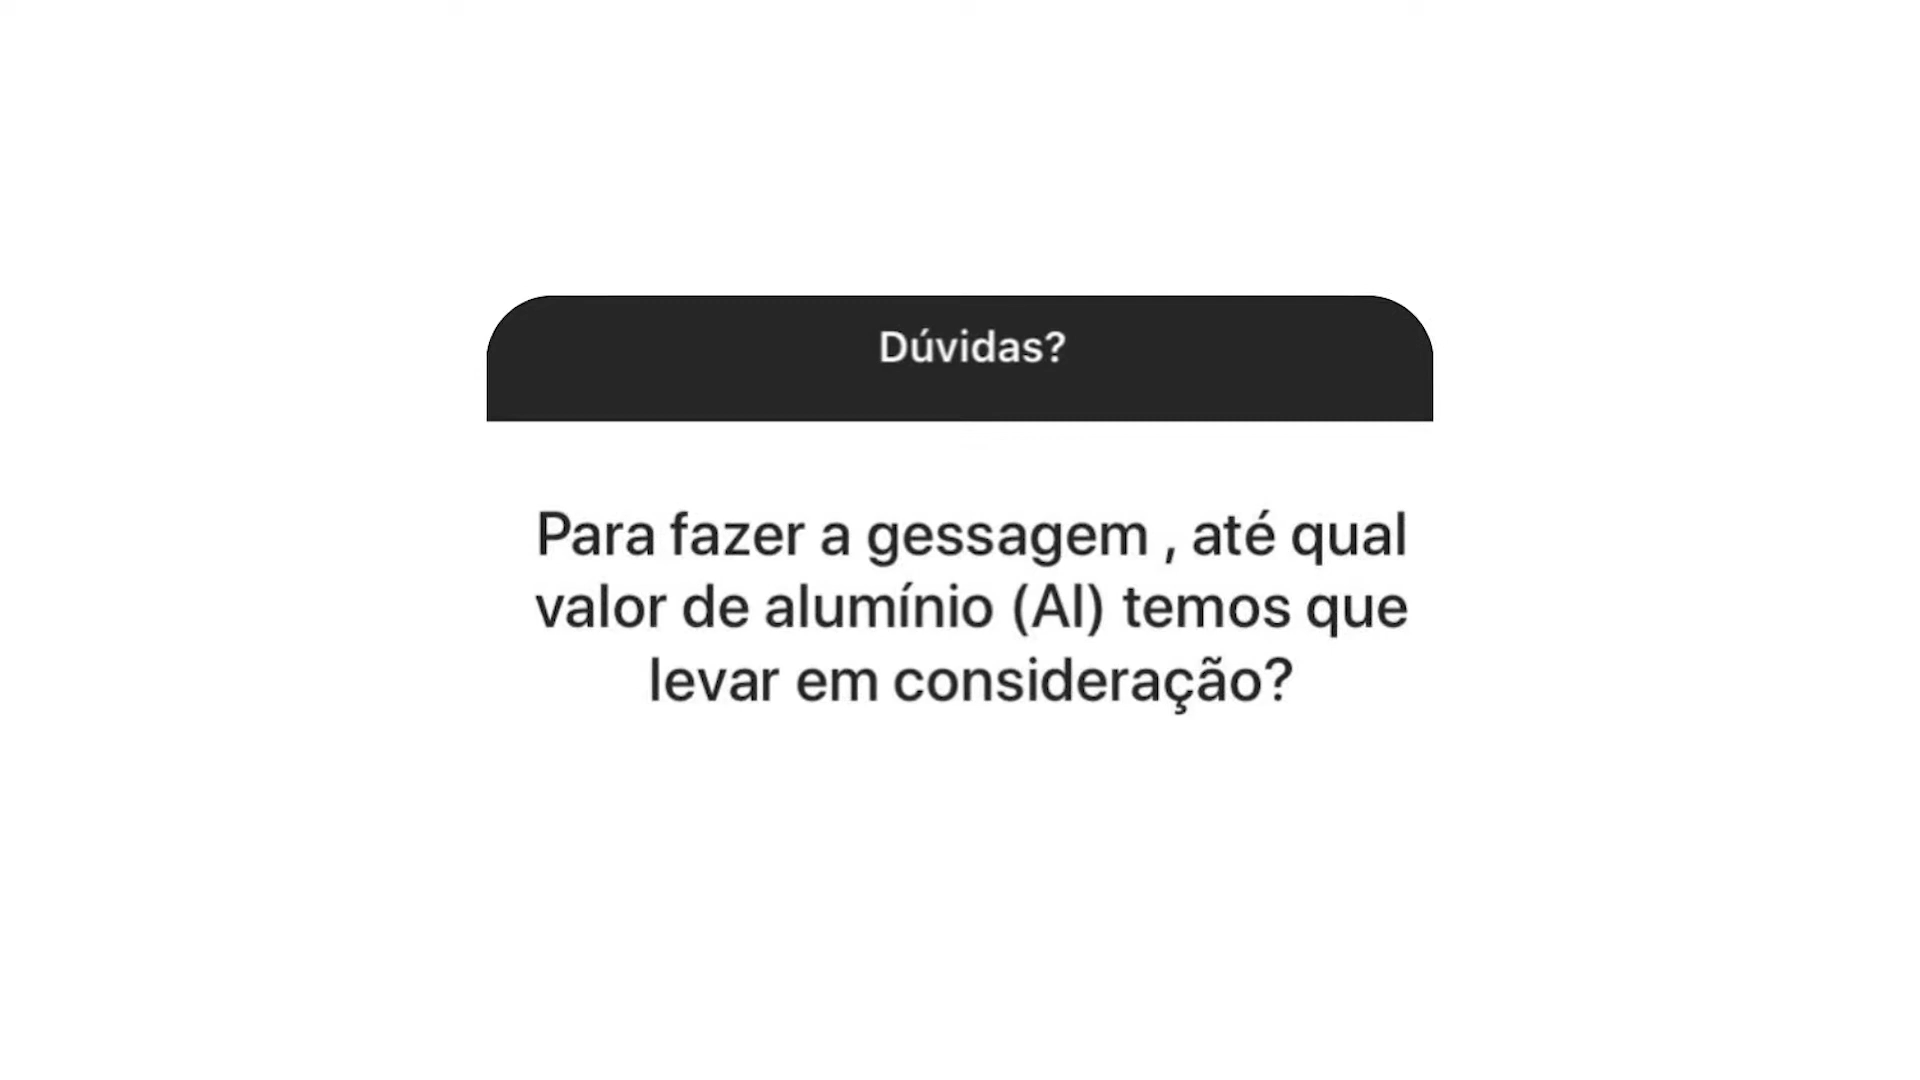 Dúvidas?
Para fazer a gessagem , até qual
valor de alumínio (Al) temos que
levar em consideração?